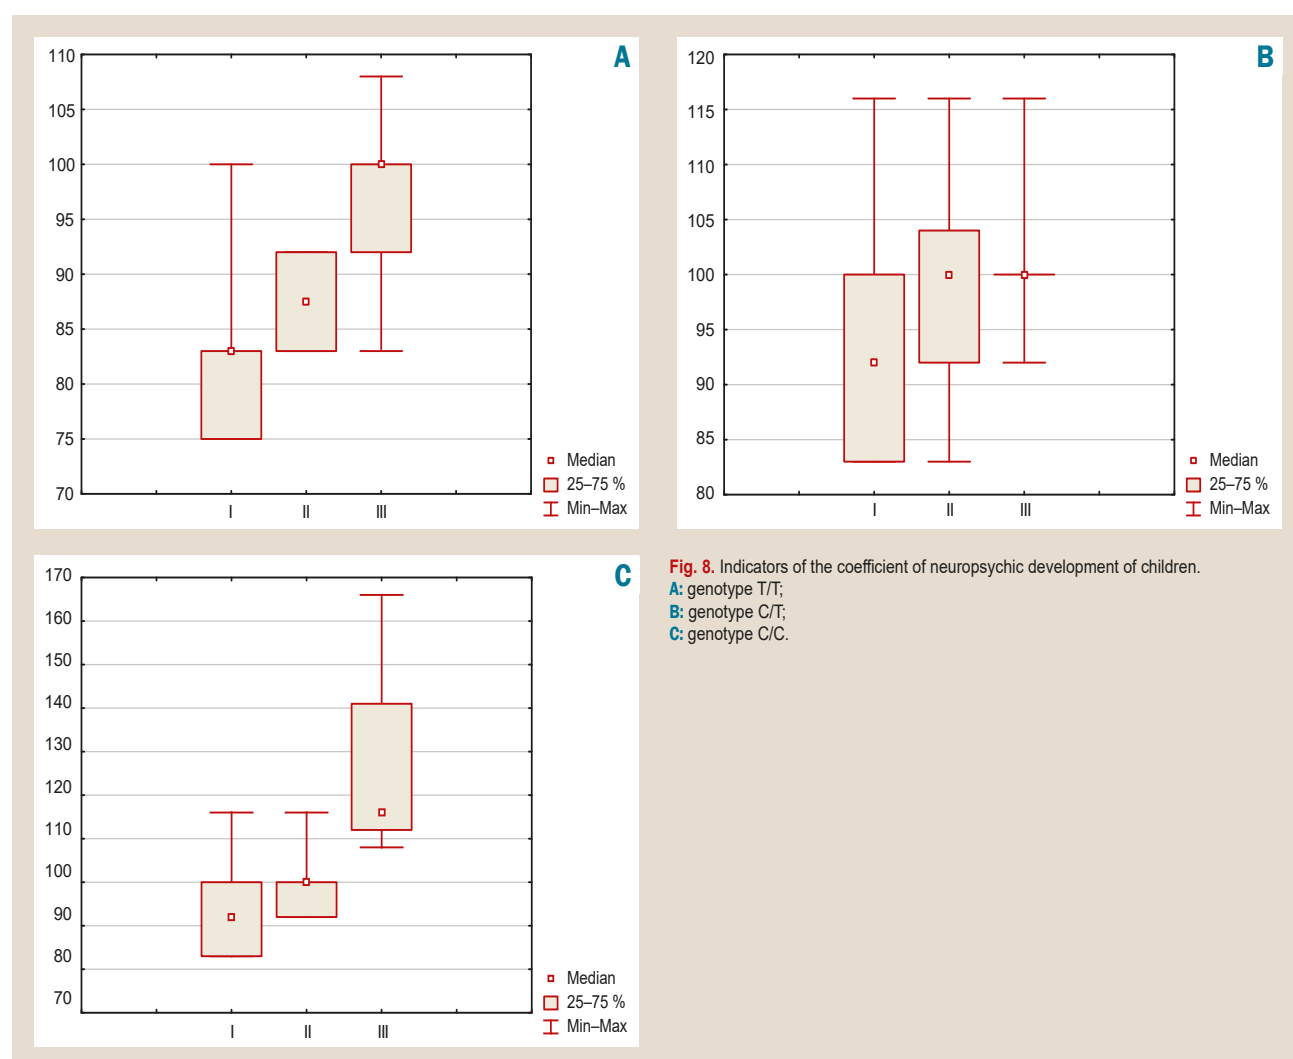 A
110
105
100
95
90
85
80
75
70
I II III
Median
25–75 %
Min–Max
B
120
115
110
105
100
95
90
85
80
I II III
Median
25–75 %
Min–Max
C
170
160
150
140
130
120
110
100
90
80
70
I II III
Median
25–75 %
Min–Max
Fig. 8. Indicators of the coefficient of neuropsychic development of children.
A: genotype T/T;
B: genotype C/T;
C: genotype C/C.